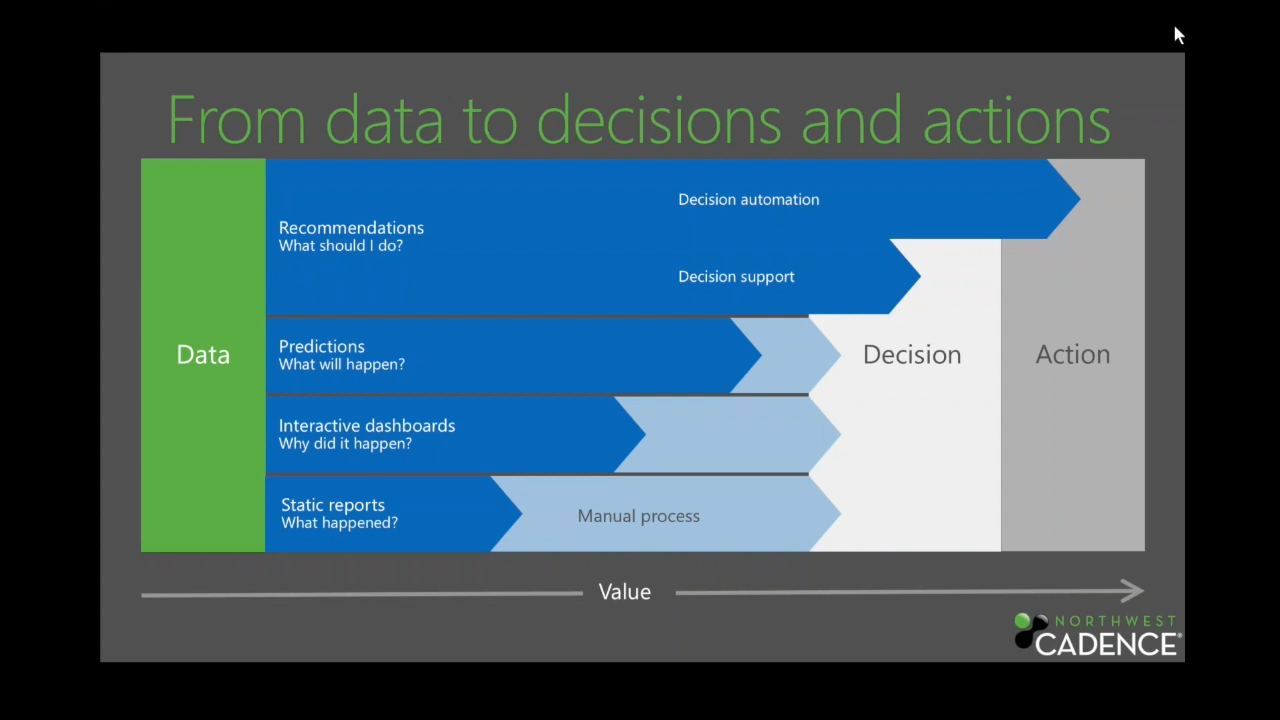 From data to decisions and actions
Decision automation
Recommendations
What should I do?
Decision support
Data
Predictions
What will happen?
Decision
Action
Interactive dashboards
Why did it happen?
Static reports
What happened?
Manual process
Value
NORTHWEST
CADENCE®